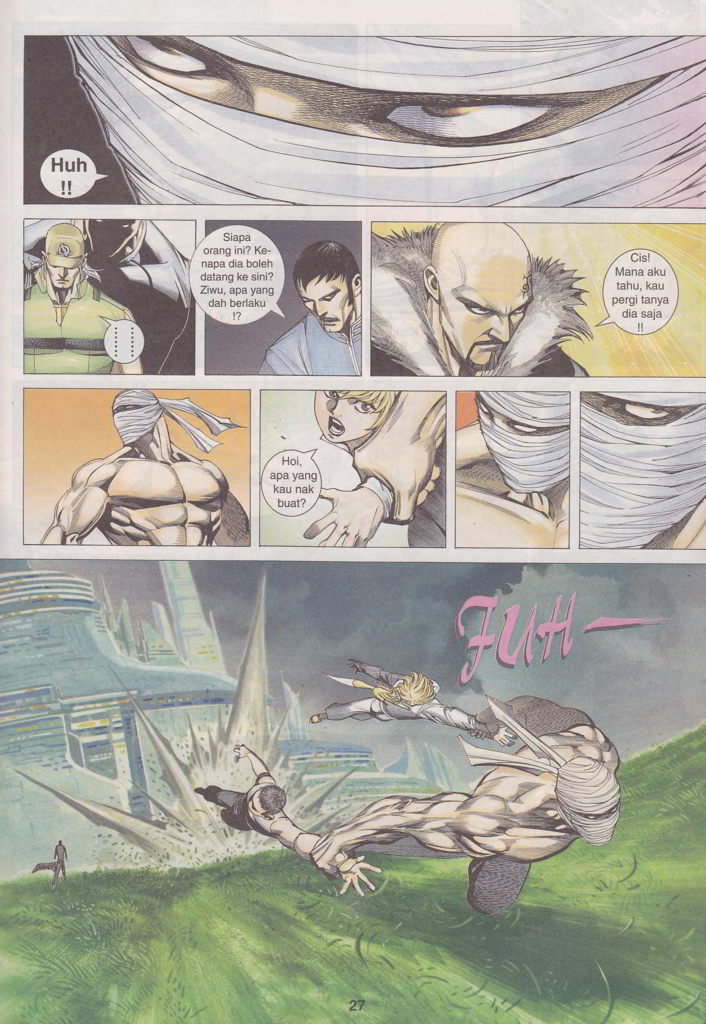 Huh
!!
......
Siapa
orang ini? Ke-
napa dia boleh
datang ke sini?
Ziwu, apa yang
dah berlaku
!?
Cis!
Mana aku
tahu, kau
pergi tanya
dia saja
!!
Hoi,
apa yang
kau nak
buat?
FUH—
27